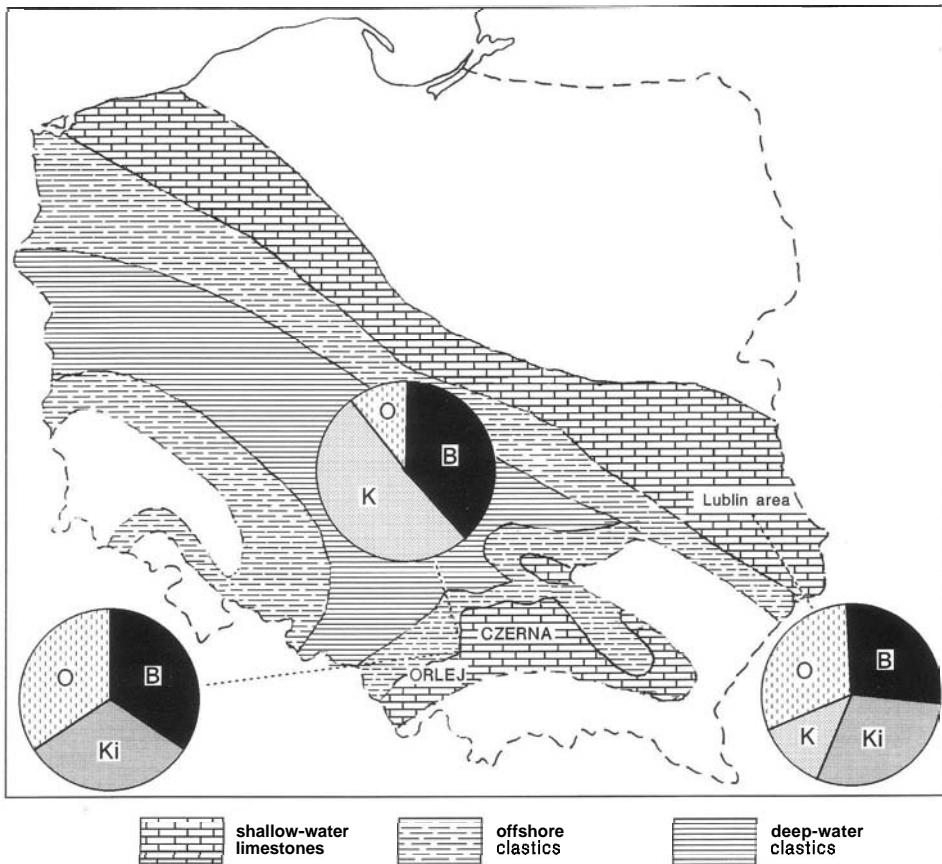 O
B
K
Lublin area
CZERNA
ORLEJ
O
B
Ki
O
B
K
Ki
shallow-water
limestones
offshore
clastics
deep-water
clastics